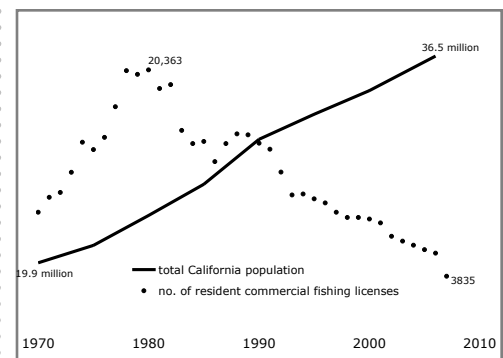 20,363
36.5 million
19.9 million
total California population
no. of resident commercial fishing licenses
3835
1970 1980 1990 2000 2010